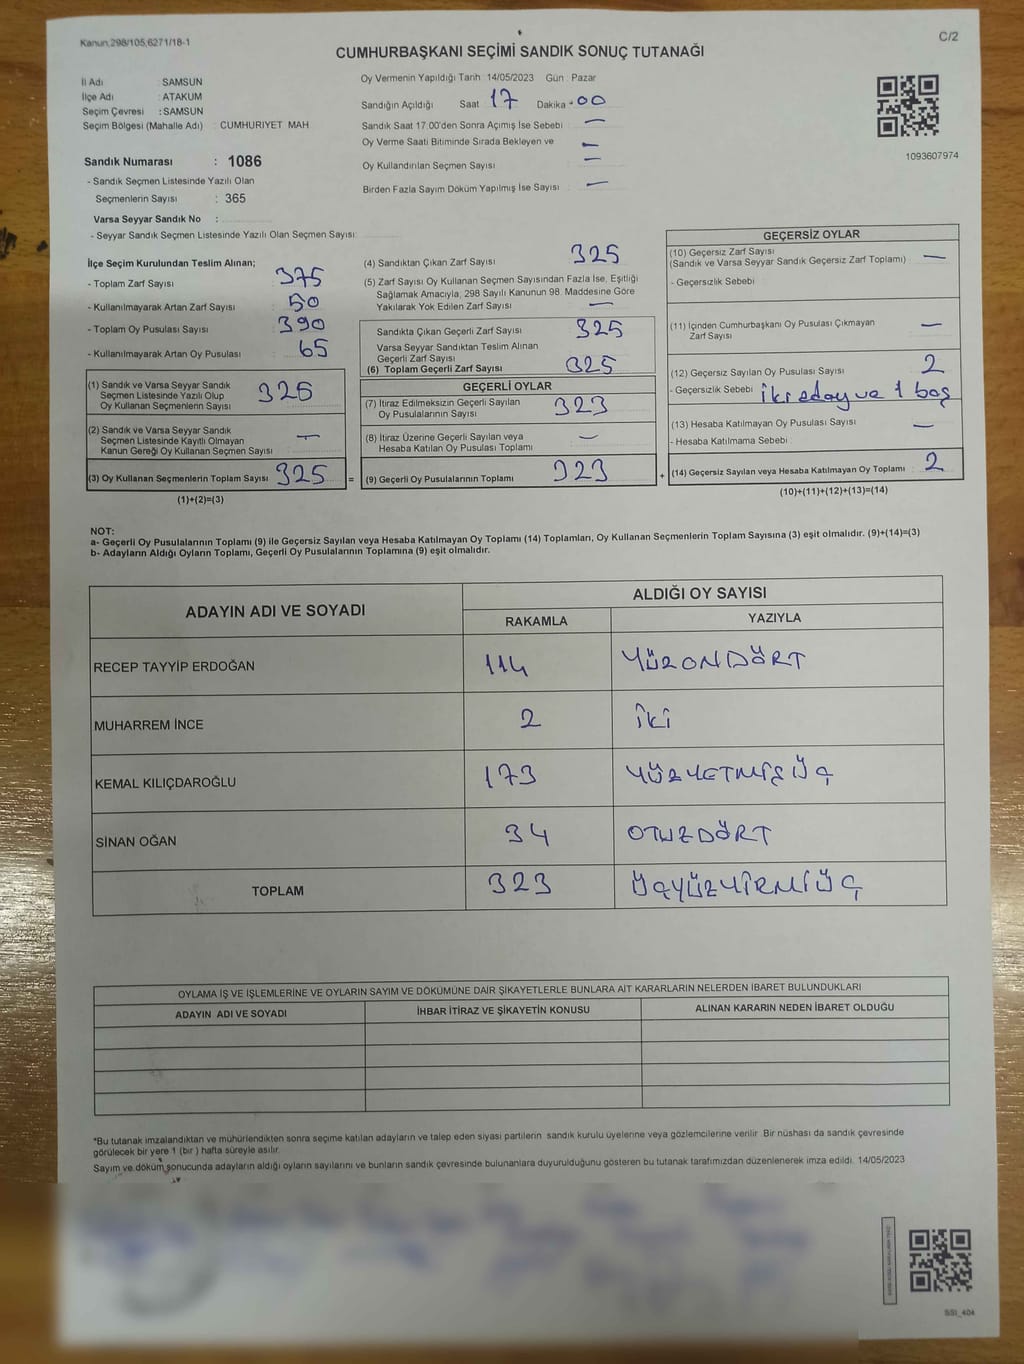 Kanun,298/105,6271/18-1
C/2
CUMHURBAŞKANI SEÇİMİ SANDIK SONUÇ TUTANAĞI
İl Adı : SAMSUN
İlçe Adı : ATAKUM
Seçim Çevresi : SAMSUN
Seçim Bölgesi (Mahalle Adı) : CUMHURIYET MAH.
Oy Vermenin Yapıldığı Tarih 14/05/2023 Gün : Pazar
Sandığın Açıldığı Saat 17 Dakika 00
Sandık Saat 17:00'den Sonra Açımış İse Sebebi : —
Oy Verme Saati Bitiminde Sırada Bekleyen ve —
Oy Kullandırılan Seçmen Sayısı —
Birden Fazla Sayım Döküm Yapılmış İse Sayısı —
1093607974
Sandık Numarası : 1086
- Sandık Seçmen Listesinde Yazılı Olan
Seçmenlerin Sayısı : 365
Varsa Seyyar Sandık No :
- Seyyar Sandık Seçmen Listesinde Yazılı Olan Seçmen Sayısı:
İlçe Seçim Kurulundan Teslim Alınan;
- Toplam Zarf Sayısı 375
- Kullanılmayarak Artan Zarf Sayısı 50
- Toplam Oy Pusulası Sayısı 390
- Kullanılmayarak Artan Oy Pusulası 65
(1) Sandık ve Varsa Seyyar Sandık
Seçmen Listesinde Yazılı Olup
Oy Kullanan Seçmenlerin Sayısı 325
(2) Sandık ve Varsa Seyyar Sandık
Seçmen Listesinde Kayıtlı Olmayan
Kanun Gereği Oy Kullanan Seçmen Sayısı —
(3) Oy Kullanan Seçmenlerin Toplam Sayısı 325 =
(1)+(2)=(3)
(4) Sandıktan Çıkan Zarf Sayısı 325
(5) Zarf Sayısı Oy Kullanan Seçmen Sayısından Fazla İse, Eşitliği
Sağlamak Amacıyla, 298 Sayılı Kanunun 98. Maddesine Göre
Yakılarak Yok Edilen Zarf Sayısı —
Sandıkta Çıkan Geçerli Zarf Sayısı 325
Varsa Seyyar Sandıktan Teslim Alınan
Geçerli Zarf Sayısı
(6) Toplam Geçerli Zarf Sayısı 325
GEÇERLİ OYLAR
(7) İtiraz Edilmeksizin Geçerli Sayılan
Oy Pusulalarının Sayısı 323
(8) İtiraz Üzerine Geçerli Sayılan veya
Hesaba Katılan Oy Pusulası Toplamı —
(9) Geçerli Oy Pusulalarının Toplamı 323 +
GEÇERSİZ OYLAR
(10) Geçersiz Zarf Sayısı
(Sandık ve Varsa Seyyar Sandık Geçersiz Zarf Toplamı) —
- Geçersizlik Sebebi
(11) İçinden Cumhurbaşkanı Oy Pusulası Çıkmayan
Zarf Sayısı —
(12) Geçersiz Sayılan Oy Pusulası Sayısı 2
- Geçersizlik Sebebi iki aday ve 1 boş
(13) Hesaba Katılmayan Oy Pusulası Sayısı —
- Hesaba Katılmama Sebebi
(14) Geçersiz Sayılan veya Hesaba Katılmayan Oy Toplamı 2
(10)+(11)+(12)+(13)=(14)
NOT:
a- Geçerli Oy Pusulalarının Toplamı (9) ile Geçersiz Sayılan veya Hesaba Katılmayan Oy Toplamı (14) Toplamları, Oy Kullanan Seçmenlerin Toplam Sayısına (3) eşit olmalıdır. (9)+(14)=(3)
b- Adayların Aldığı Oyların Toplamı, Geçerli Oy Pusulalarının Toplamına (9) eşit olmalıdır.
ADAYIN ADI VE SOYADI ALDIĞI OY SAYISI
RAKAMLA YAZIYLA
RECEP TAYYİP ERDOĞAN 114 YÜZONDÖRT
MUHARREM İNCE 2 İKİ
KEMAL KILIÇDAROĞLU 173 YÜZYETMİŞÜÇ
SİNAN OĞAN 34 OTUZDÖRT
TOPLAM 323 ÜÇYÜZYİRMİÜÇ
OYLAMA İŞ VE İŞLEMLERİNE VE OYLARIN SAYIM VE DÖKÜMÜNE DAİR ŞİKAYETLERLE BUNLARA AİT KARARLARIN NELERDEN İBARET BULUNDUKLARI
ADAYIN ADI VE SOYADI İHBAR İTİRAZ VE ŞİKAYETİN KONUSU ALINAN KARARIN NEDEN İBARET OLDUĞU
*Bu tutanak imzalandıktan ve mühürlendikten sonra seçime katılan adayların ve talep eden siyasi partilerin sandık kurulu üyelerine veya gözlemcilerine verilir. Bir nüshası da sandık çevresinde
görülecek bir yere 1 (bir ) hafta süreyle asılır.
Sayım ve döküm sonucunda adayların aldığı oyların sayılarını ve bunların sandık çevresinde bulunanlara duyurulduğunu gösteren bu tutanak tarafımızdan düzenlenerek imza edildi. 14/05/2023
SSI_404